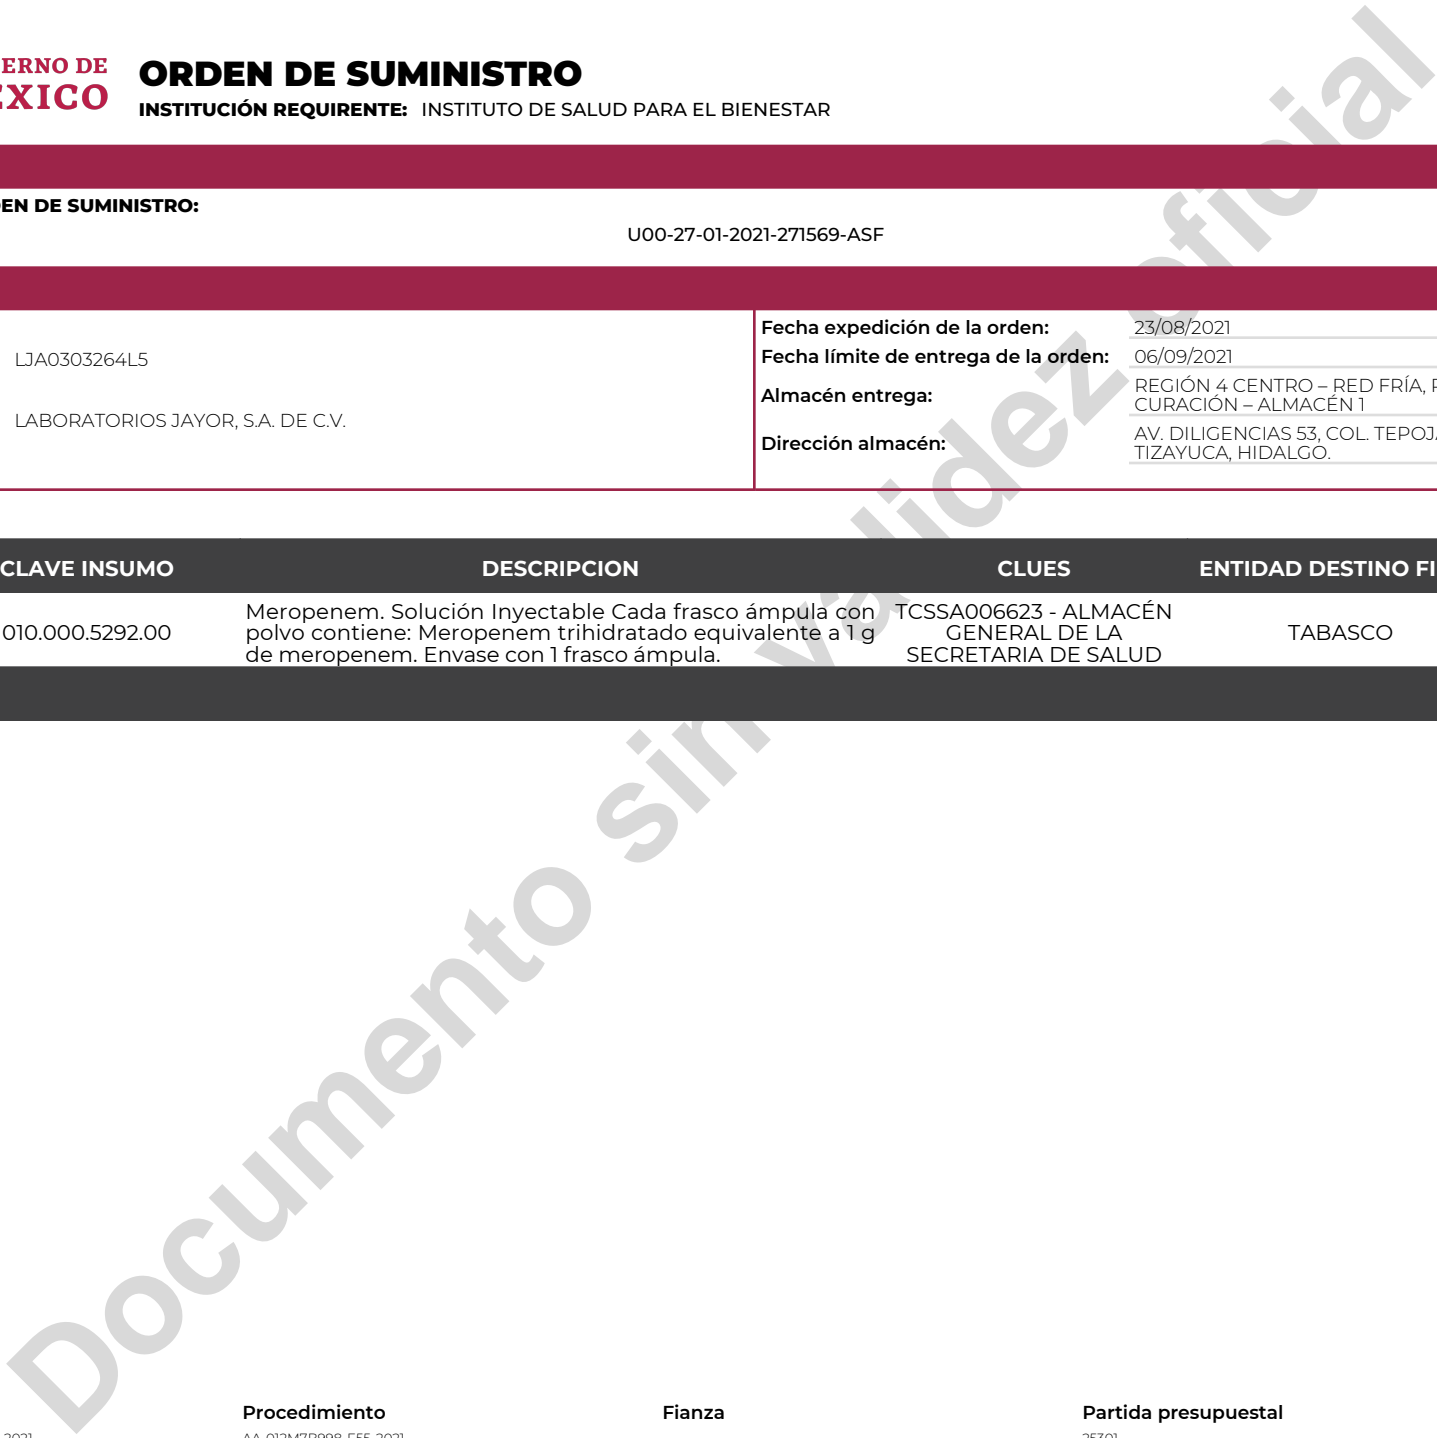 ERNO DE
ORDEN DE SUMINISTRO
XICO
INSTITUCIÓN REQUIRENTE: INSTITUTO DE SALUD PARA EL BIENESTAR
EN DE SUMINISTRO:
U00-27-01-2021-271569-ASF
LJA0303264L5
LABORATORIOS JAYOR, S.A. DE C.V.
Fecha expedición de la orden: 23/08/2021
Fecha límite de entrega de la orden: 06/09/2021
Almacén entrega: REGIÓN 4 CENTRO – RED FRÍA,
CURACIÓN – ALMACÉN 1
Dirección almacén: AV. DILIGENCIAS 53, COL. TEPOJ
TIZAYUCA, HIDALGO.
CLAVE INSUMO DESCRIPCION CLUES ENTIDAD DESTINO FI
010.000.5292.00
Meropenem. Solución Inyectable Cada frasco ámpula con
polvo contiene: Meropenem trihidratado equivalente a 1 g
de meropenem. Envase con 1 frasco ámpula.
TCSSA006623 - ALMACÉN
GENERAL DE LA
SECRETARIA DE SALUD
TABASCO
Documento sin validez oficial
Procedimiento Fianza Partida presupuestal